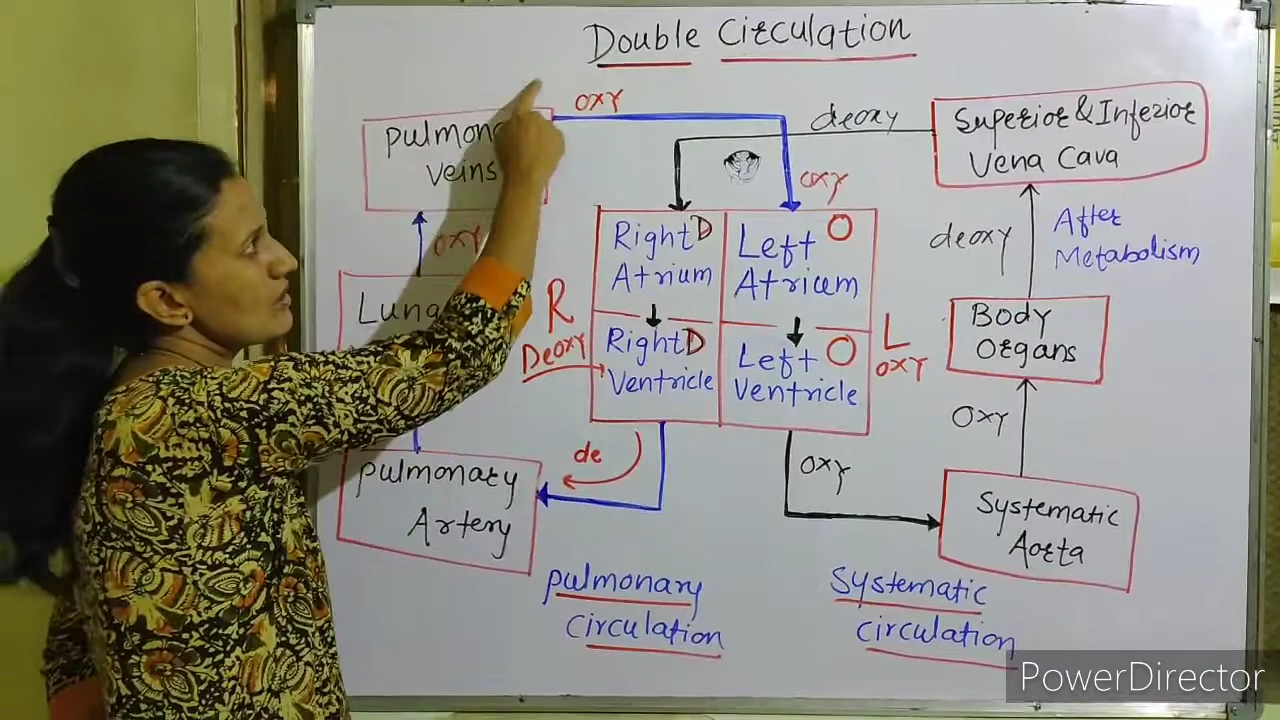 Double Circulation
oxy
deoxy
Superior & Inferior
Vena Cava
Veins
oxy
oxy
deoxy
After
Metabolism
Right D
Atrium
Left O
Atrium
R
Deoxy
Right D
Ventricle
Left O
Ventricle
L
oxy
Body
Organs
de
oxy
oxy
Pulmonary
Artery
Systematic
Aorta
pulmonary
circulation
Systematic
circulation
PowerDirector